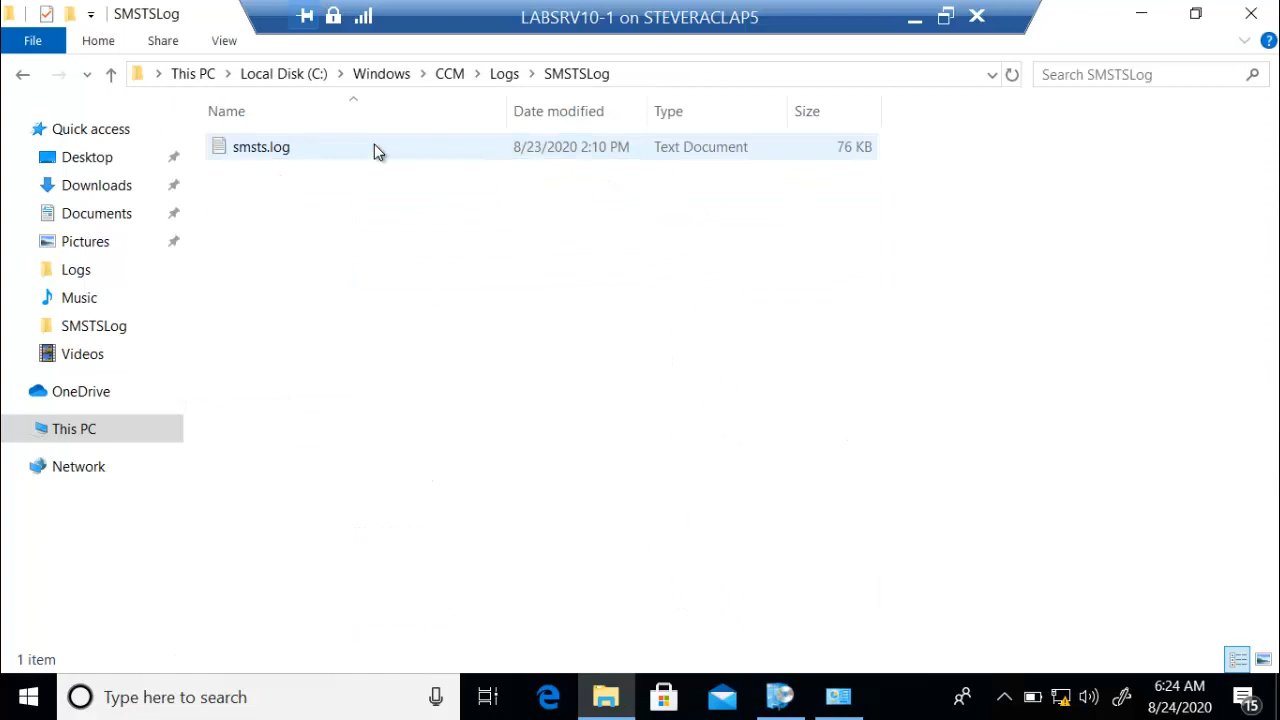 SMSTSLog
LABSRV10-1 on STEVERACLAP5
File Home Share View
This PC Local Disk (C:) Windows CCM Logs SMSTSLog
Search SMSTSLog
Name Date modified Type Size
smsts.log 8/23/2020 2:10 PM Text Document 76 KB
Quick access
Desktop
Downloads
Documents
Pictures
Logs
Music
SMSTSLog
Videos
OneDrive
This PC
Network
1 item
Type here to search
6:24 AM
8/24/2020
15